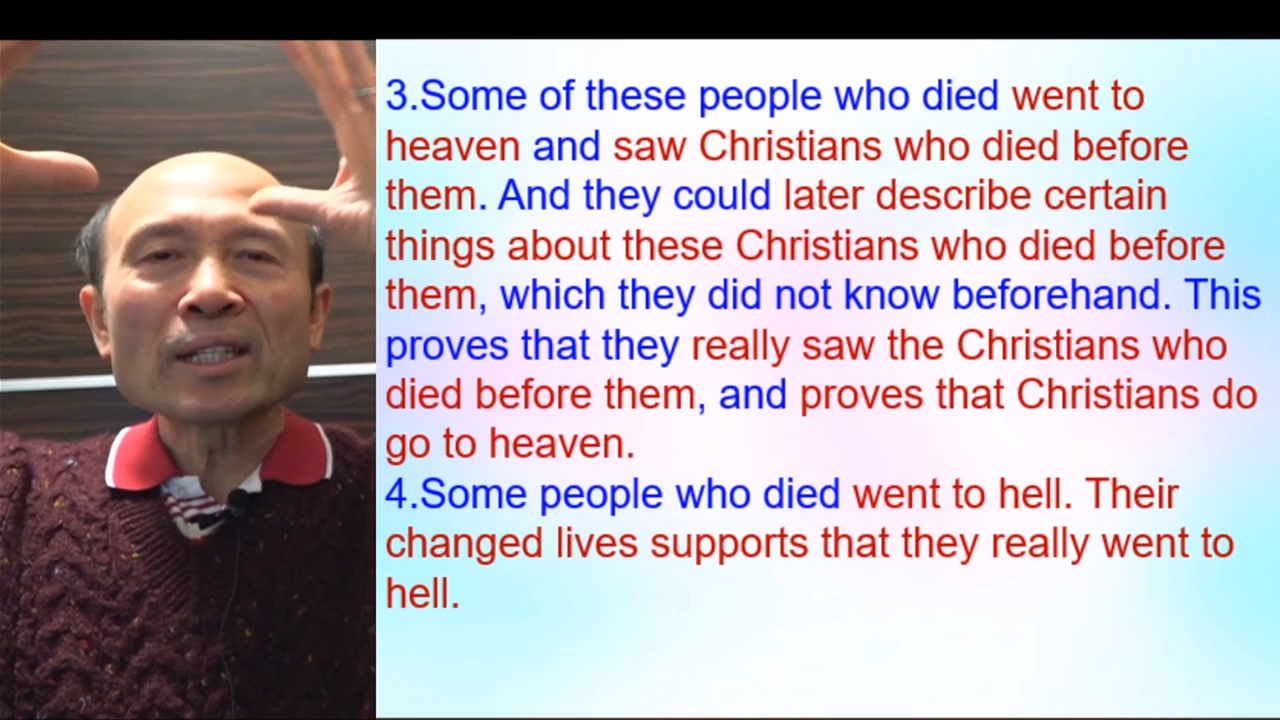 3.Some of these people who died went to
heaven and saw Christians who died before
them. And they could later describe certain
things about these Christians who died before
them, which they did not know beforehand. This
proves that they really saw the Christians who
died before them, and proves that Christians do
go to heaven.
4.Some people who died went to hell. Their
changed lives supports that they really went to
hell.